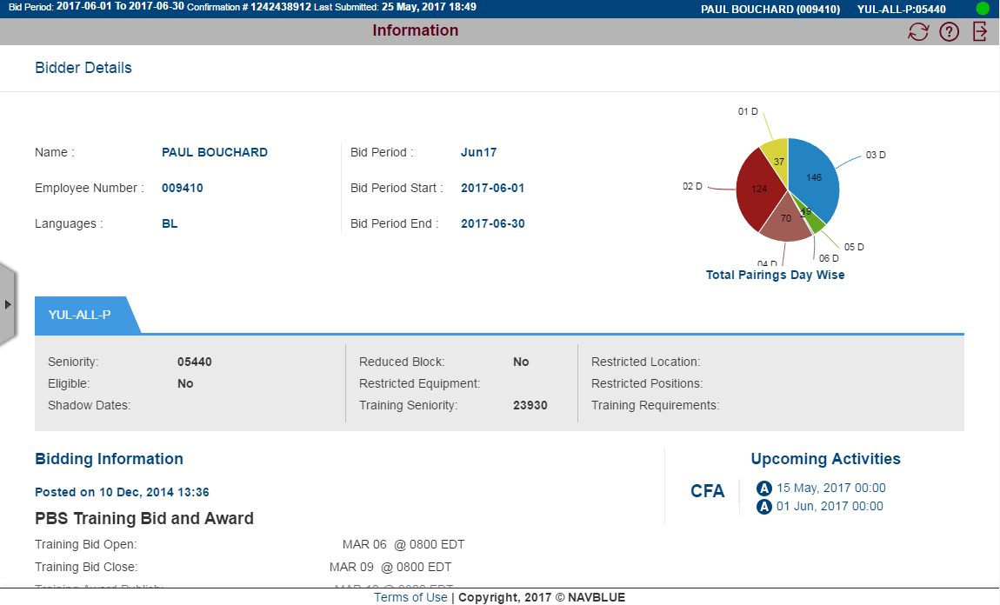 Bid Period: 2017-06-01 To 2017-06-30 Confirmation # 1242438912 Last Submitted: 25 May, 2017 18:49
PAUL BOUCHARD (009410) YUL-ALL-P:05440
Information
Bidder Details
Name : PAUL BOUCHARD
Employee Number : 009410
Languages : BL
Bid Period : Jun17
Bid Period Start : 2017-06-01
Bid Period End : 2017-06-30
01 D
03 D
02 D
05 D
06 D
04 D
37
146
124
19
70
Total Pairings Day Wise
YUL-ALL-P
Seniority: 05440
Eligible: No
Shadow Dates:
Reduced Block: No
Restricted Equipment:
Training Seniority: 23930
Restricted Location:
Restricted Positions:
Training Requirements:
Bidding Information
Posted on 10 Dec, 2014 13:36
PBS Training Bid and Award
Training Bid Open: MAR 06 @ 0800 EDT
Training Bid Close: MAR 09 @ 0800 EDT
Training Award Publish:
Upcoming Activities
CFA
A 15 May, 2017 00:00
A 01 Jun, 2017 00:00
Terms of Use | Copyright, 2017 © NAVBLUE